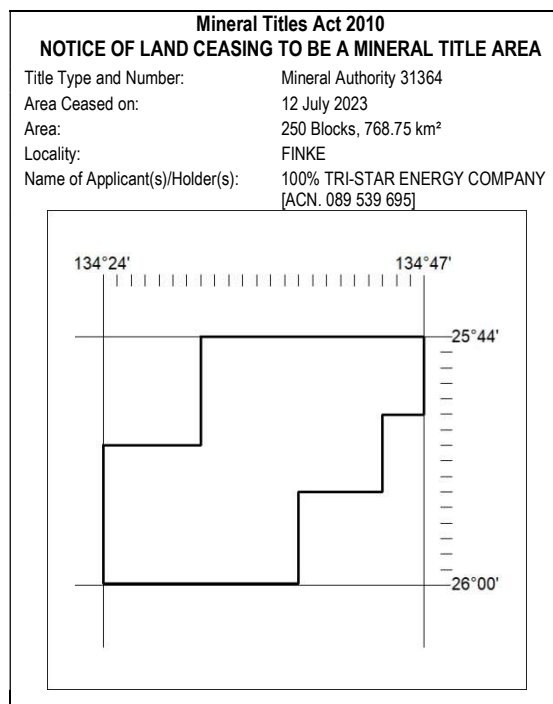 Mineral Titles Act 2010
NOTICE OF LAND CEASING TO BE A MINERAL TITLE AREA
Title Type and Number: Mineral Authority 31364
Area Ceased on: 12 July 2023
Area: 250 Blocks, 768.75 km²
Locality: FINKE
Name of Applicant(s)/Holder(s): 100% TRI-STAR ENERGY COMPANY
[ACN. 089 539 695]
134°24' 134°47'
25°44'
26°00'